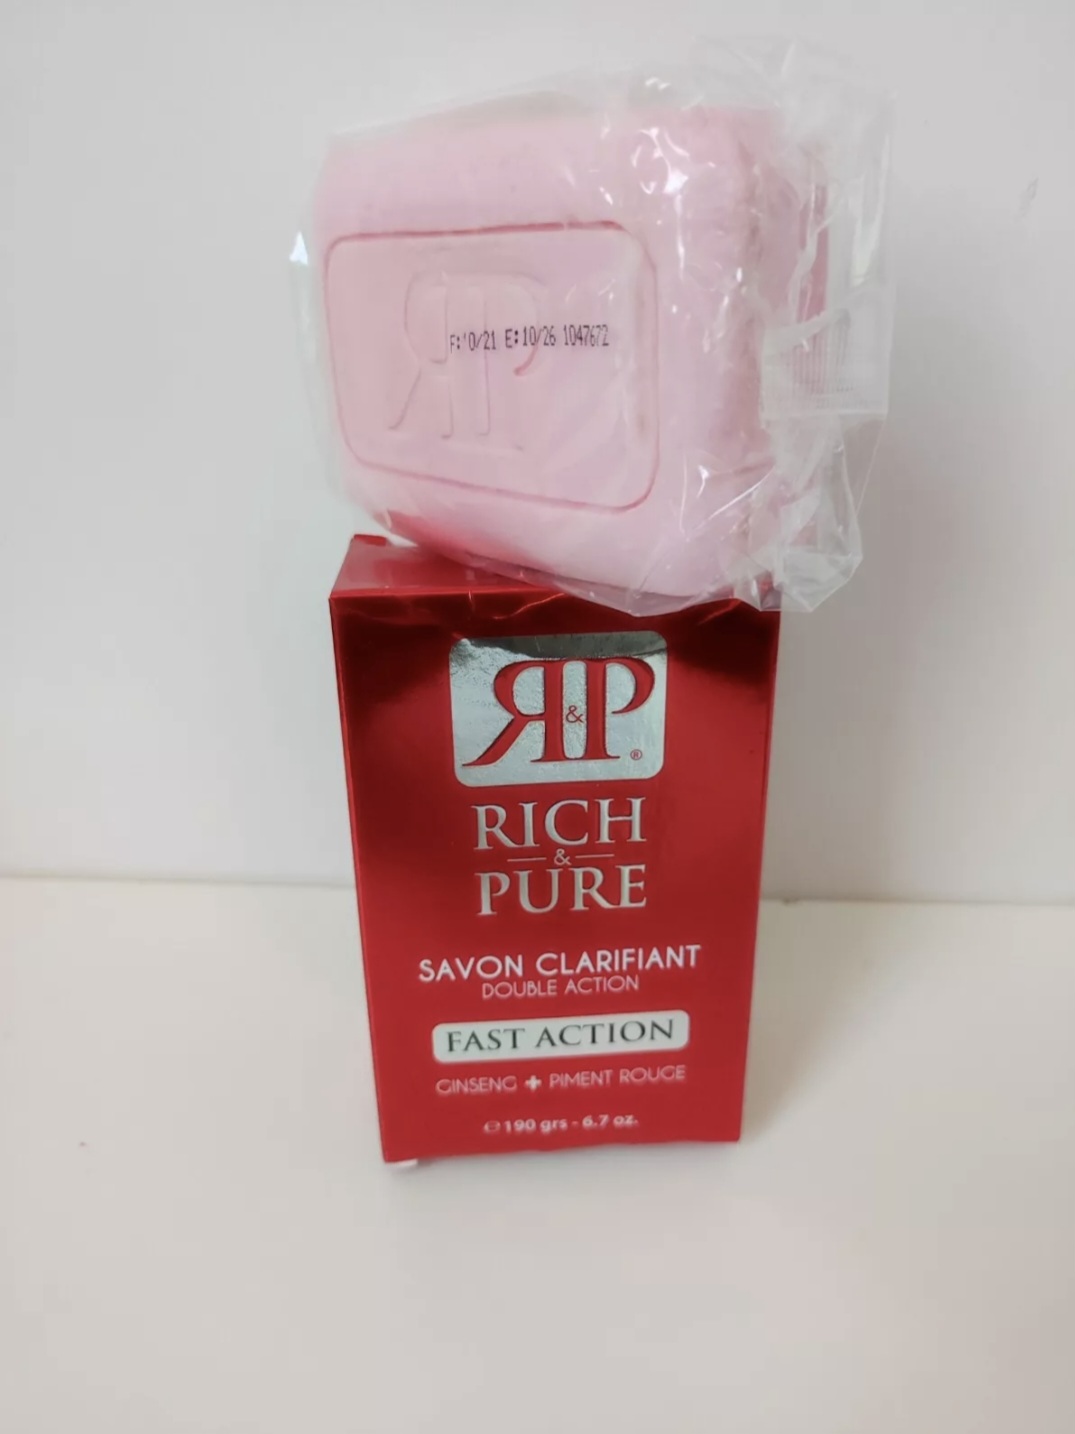 F:10/21 E:10/26 1047672
R&P®
RICH
&
PURE
SAVON CLARIFIANT
DOUBLE ACTION
FAST ACTION
GINSENG + PIMENT ROUGE
℮ 190 grs - 6.7 oz.